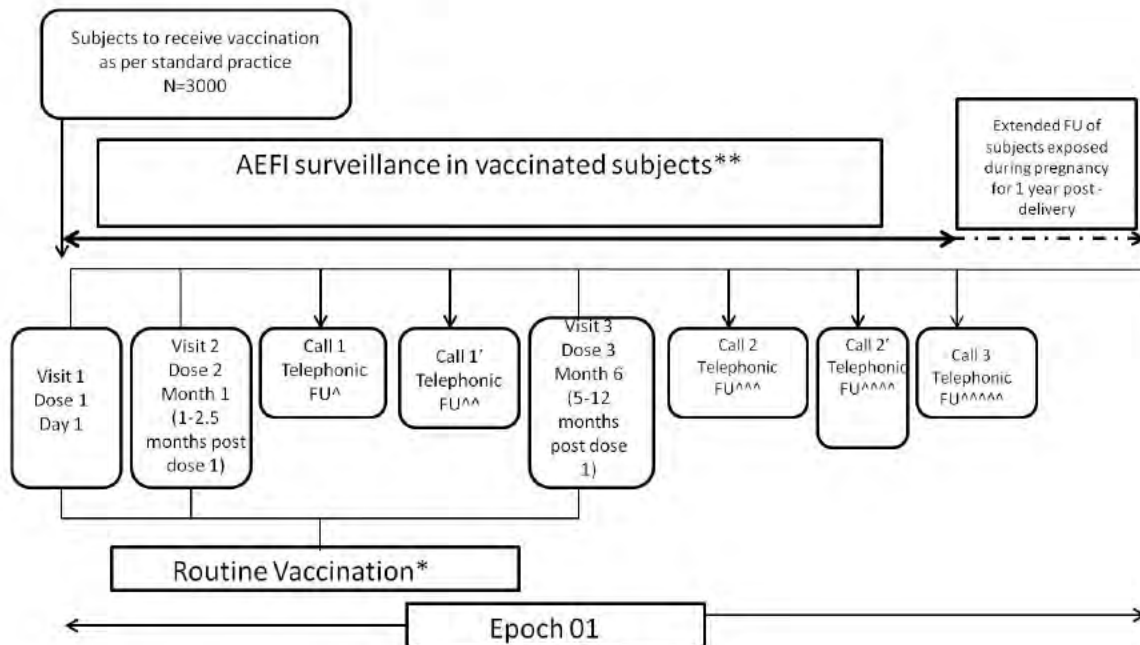 Subjects to receive vaccination
as per standard practice
N=3000
AEFI surveillance in vaccinated subjects**
Extended FU of
subjects exposed
during pregnancy
for 1 year post -
delivery
Visit 1
Dose 1
Day 1
Visit 2
Dose 2
Month 1
(1-2.5
months post
dose 1)
Call 1
Telephonic
FU^
Call 1’
Telephonic
FU^^
Visit 3
Dose 3
Month 6
(5-12
months
post dose
1)
Call 2
Telephonic
FU^^^
Call 2’
Telephonic
FU^^^^
Call 3
Telephonic
FU^^^^^
Routine Vaccination*
Epoch 01